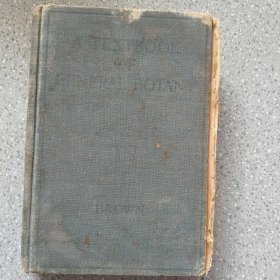 A TEXTBOOK
OF
GENERAL BOTANY
BROWN